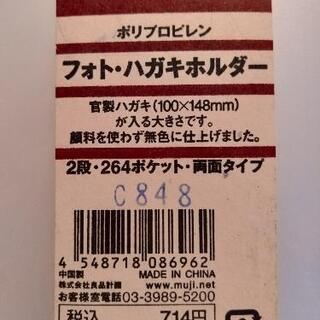 ポリプロピレン
フォト・ハガキホルダー
官製ハガキ(100×148mm)
が入る大きさです。
顔料を使わず無色に仕上げました。
2段・264ポケット・両面タイプ
C848
4 548718 086962
中国製 MADE IN CHINA
株式会社良品計画 www.muji.net
お客様室電話 03-3989-5200
税込 714円